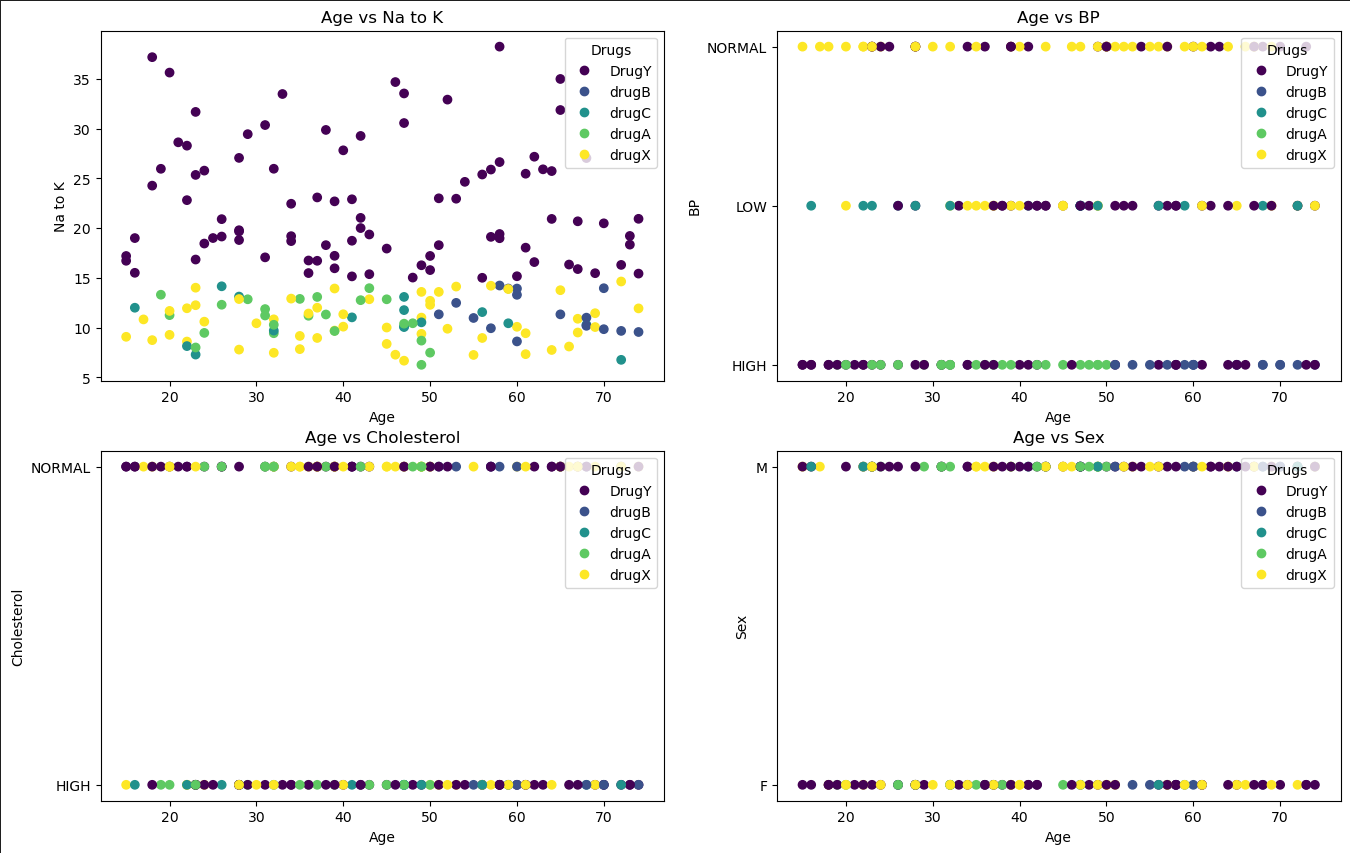 Age vs Na to K
Na to K
35
30
25
20
15
10
5
20
30
40
50
60
70
Age
Drugs
DrugY
drugB
drugC
drugA
drugX
Age vs BP
BP
NORMAL
LOW
HIGH
20
30
40
50
60
70
Age
Drugs
DrugY
drugB
drugC
drugA
drugX
Age vs Cholesterol
Cholesterol
NORMAL
HIGH
20
30
40
50
60
70
Age
Drugs
DrugY
drugB
drugC
drugA
drugX
Age vs Sex
Sex
M
F
20
30
40
50
60
70
Age
Drugs
DrugY
drugB
drugC
drugA
drugX